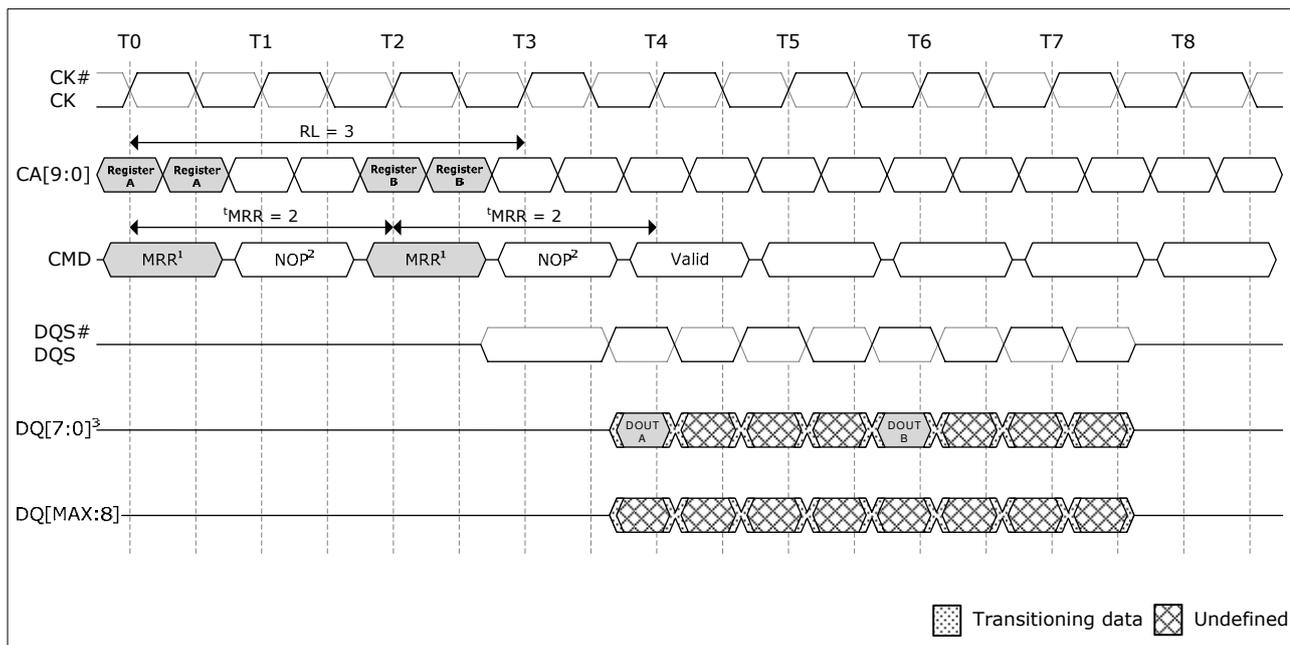 T0 T1 T2 T3 T4 T5 T6 T7 T8
CK#
CK
RL = 3
CA[9:0]
Register A
Register A
Register B
Register B
tMRR = 2
tMRR = 2
CMD
MRR1
NOP2
MRR1
NOP2
Valid
DQS#
DQS
DQ[7:0]3
DOUT A
DOUT B
DQ[MAX:8]
Transitioning data
Undefined